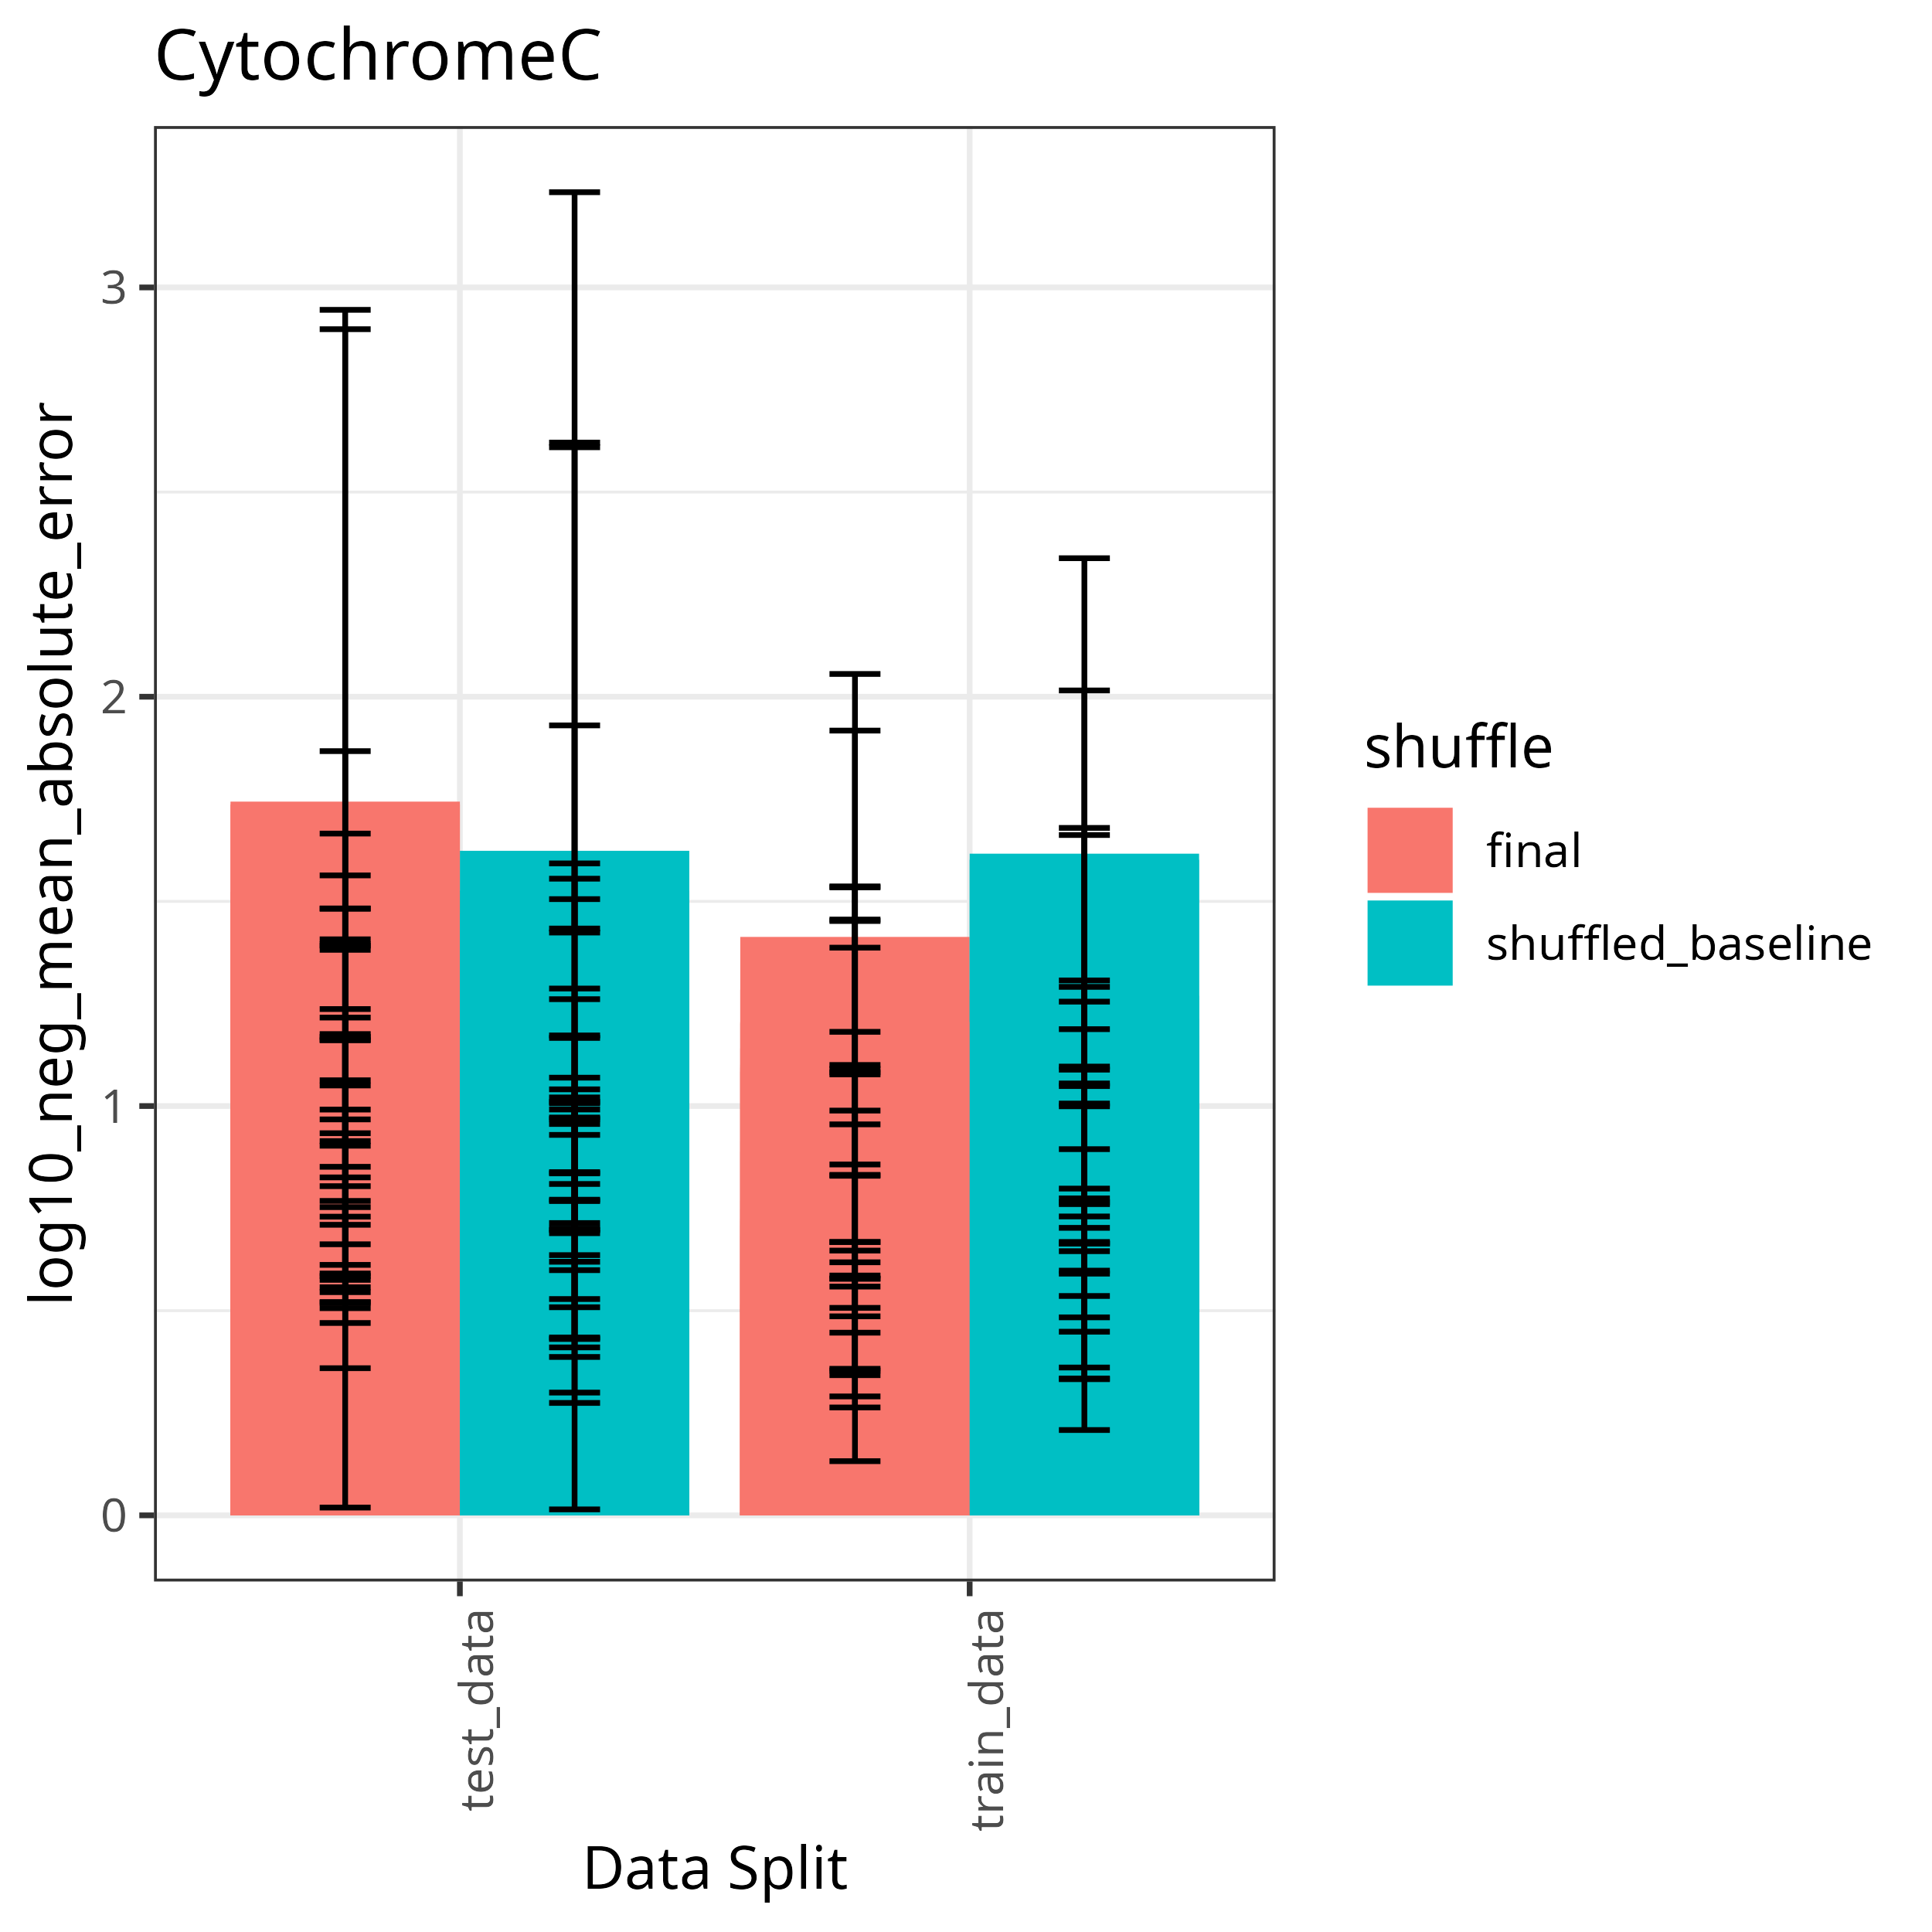 CytochromeC
log10_neg_mean_absolute_error
3
2
1
0
test_data
train_data
Data Split
shuffle
final
shuffled_baseline